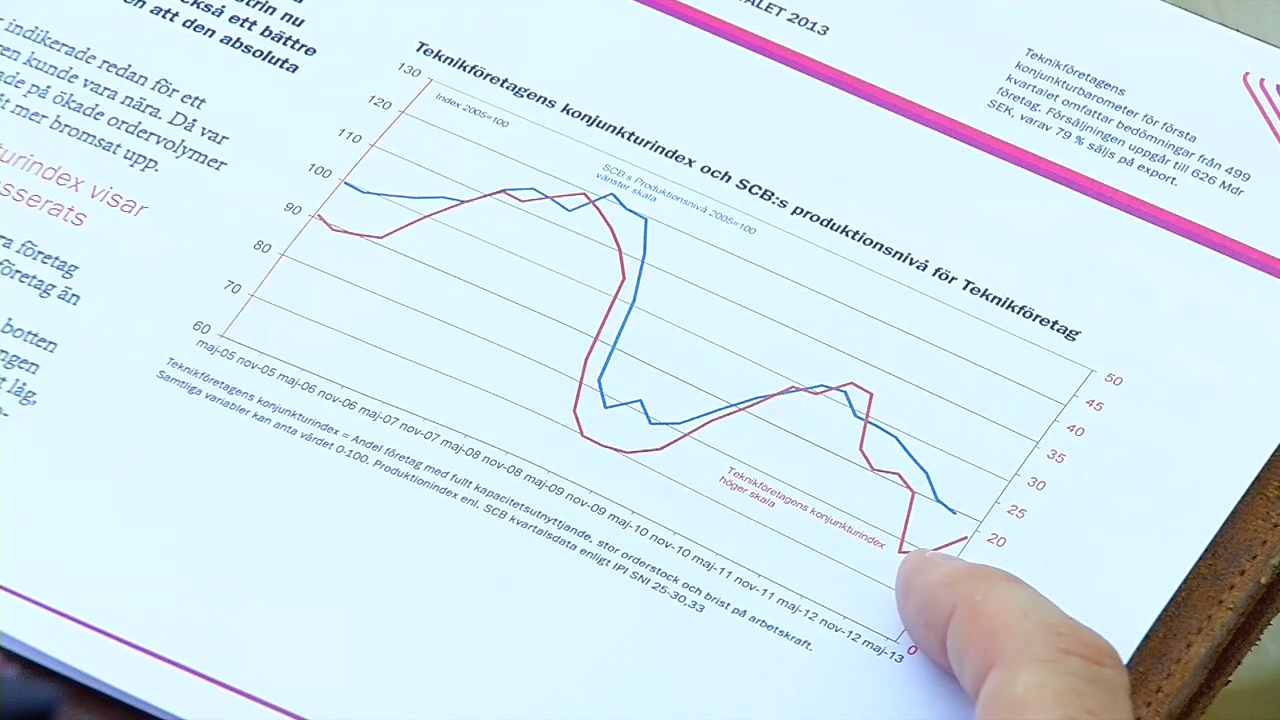 strin nu
också ett bättre
en att den absoluta
indikerade redan för ett
kunde vara nära. Då var
på ökade ordervolymer
mer bromsat upp.
turindex visar
sserats
företag
företag än
botten
låg,
TALET 2013
Teknikföretagens
konjunkturbarometer för första
kvartalet omfattar bedömningar från 499
företag. Försäljningen uppgår till 626 Mdr
SEK, varav 79 % säljs på export.
Teknikföretagens konjunkturindex och SCB:s produktionsnivå för Teknikföretag
Index 2005=100
SCB:s Produktionsnivå 2005=100
vänster skala
130
120
110
100
90
80
70
60
50
45
40
35
30
25
20
0
Teknikföretagens konjunkturindex
höger skala
maj-05 nov-05 maj-06 nov-06 maj-07 nov-07 maj-08 nov-08 maj-09 nov-09 maj-10 nov-10 maj-11 nov-11 maj-12 nov-12 maj-13
Teknikföretagens konjunkturindex = Andel företag med fullt kapacitetsutnyttjande, stor orderstock och brist på arbetskraft.
Samtliga variabler kan anta värdet 0-100. Produktionindex enl. SCB kvartalsdata enligt IPI SNI 25-30,33